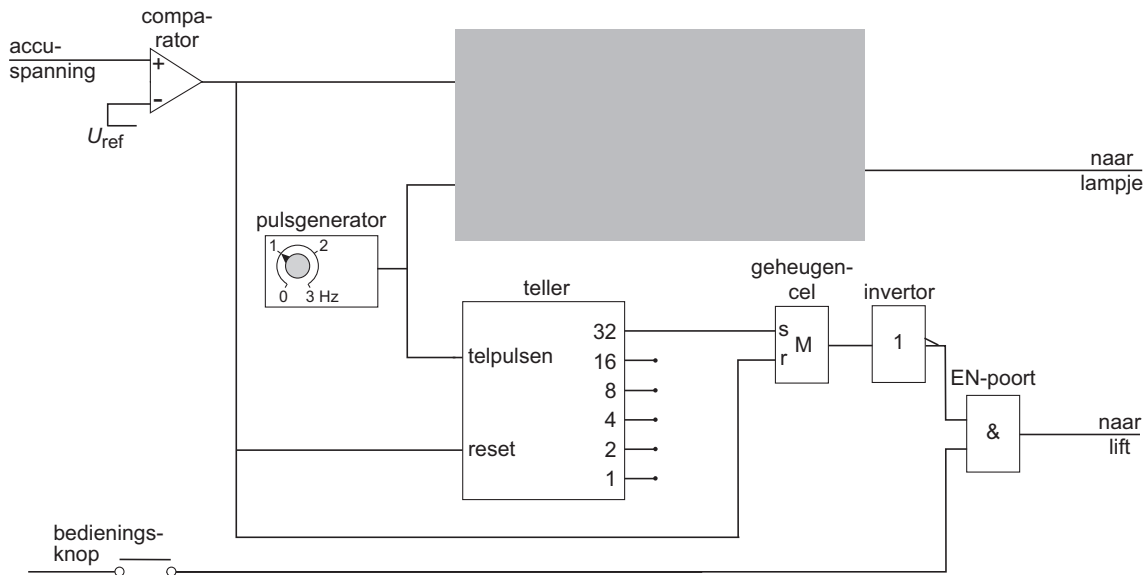 compa-
rator
accu-
spanning
+
-
Uref
naar
lampje
pulsgenerator
1
2
0
3 Hz
teller
telpulsen
reset
32
16
8
4
2
1
geheugen-
cel
s
r
M
invertor
1
EN-poort
&
naar
lift
bedienings-
knop